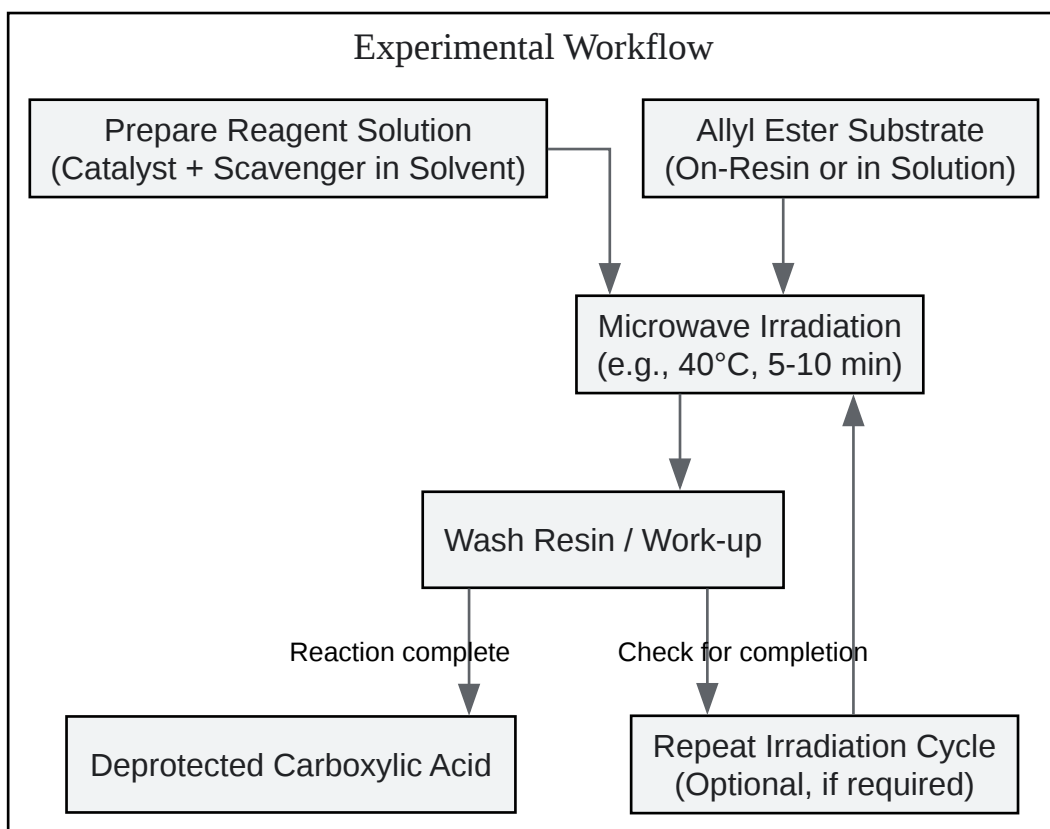 Experimental Workflow
Prepare Reagent Solution
(Catalyst + Scavenger in Solvent)
Allyl Ester Substrate
(On-Resin or in Solution)
Microwave Irradiation
(e.g., 40°C, 5-10 min)
Wash Resin / Work-up
Reaction complete
Check for completion
Deprotected Carboxylic Acid
Repeat Irradiation Cycle
(Optional, if required)